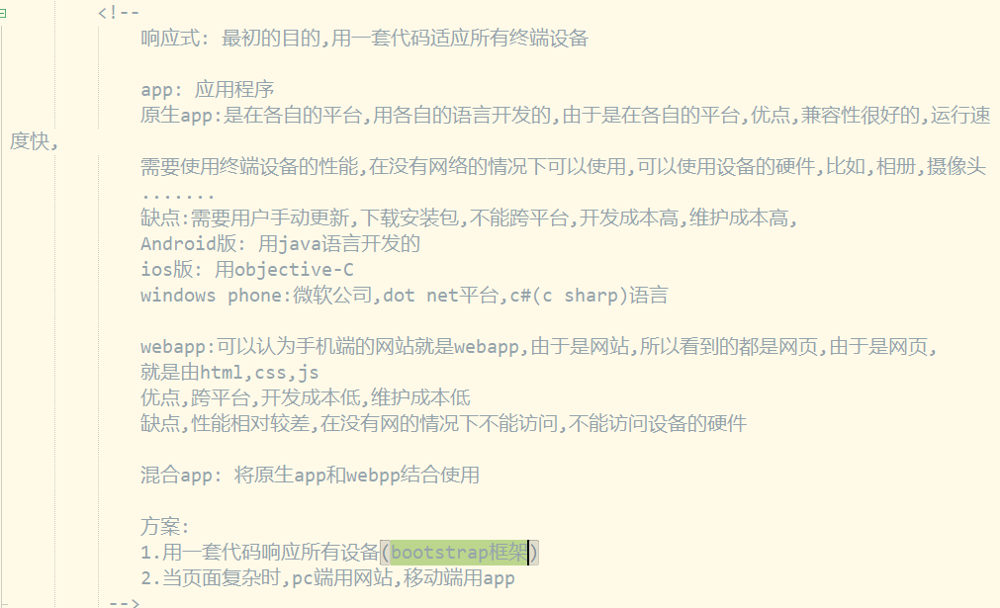 <!--
响应式: 最初的目的,用一套代码适应所有终端设备
app: 应用程序
原生app:是在各自的平台,用各自的语言开发的,由于是在各自的平台,优点,兼容性很好的,运行速
度快,
需要使用终端设备的性能,在没有网络的情况下可以使用,可以使用设备的硬件,比如,相册,摄像头
.......
缺点:需要用户手动更新,下载安装包,不能跨平台,开发成本高,维护成本高,
Android版: 用java语言开发的
ios版: 用objective-C
windows phone:微软公司,dot net平台,c#(c sharp)语言
webapp:可以认为手机端的网站就是webapp,由于是网站,所以看到的都是网页,由于是网页,
就是由html,css,js
优点,跨平台,开发成本低,维护成本低
缺点,性能相对较差,在没有网的情况下不能访问,不能访问设备的硬件
混合app: 将原生app和webpp结合使用
方案:
1.用一套代码响应所有设备(bootstrap框架)
2.当页面复杂时,pc端用网站,移动端用app
-->